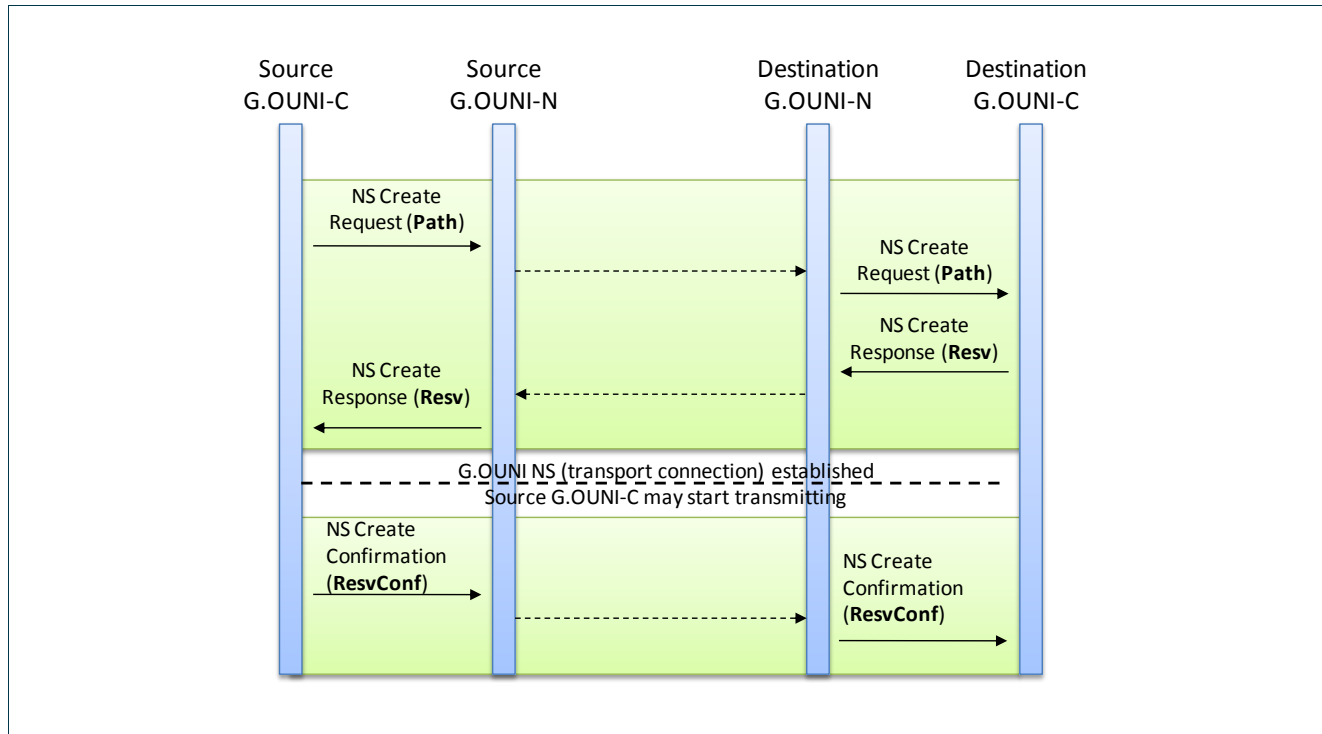 Source
G.OUNI-C
Source
G.OUNI-N
Destination
G.OUNI-N
Destination
G.OUNI-C
NS Create
Request (Path)
NS Create
Request (Path)
NS Create
Response (Resv)
NS Create
Response (Resv)
G.OUNI NS (transport connection) established
Source G.OUNI-C may start transmitting
NS Create
Confirmation
(ResvConf)
NS Create
Confirmation
(ResvConf)